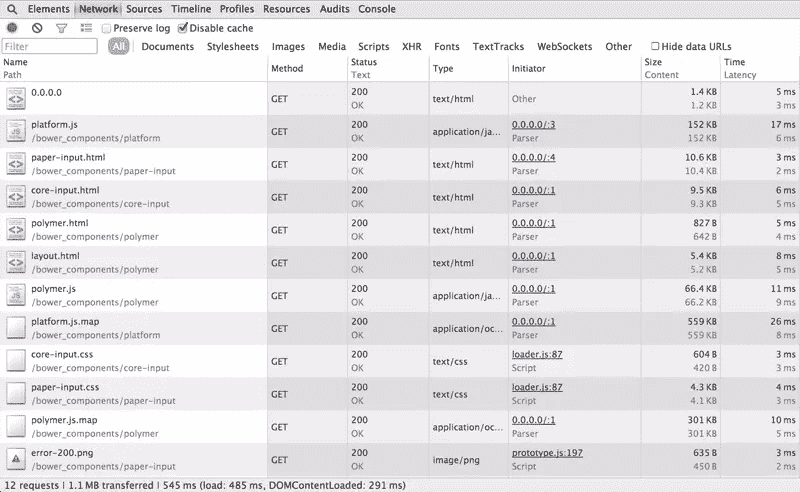 Elements Network Sources Timeline Profiles Resources Audits Console
Preserve log Disable cache
Filter All Documents Stylesheets Images Media Scripts XHR Fonts TextTracks WebSockets Other Hide data URLs
Name Method Status Type Initiator Size Time
Path Text Content Latency
0.0.0.0 GET 200 text/html Other 1.4 KB 5 ms
OK 1.2 KB 3 ms
platform.js GET 200 application/ja... 0.0.0.0/:3 152 KB 17 ms
/bower_components/platform OK Parser 152 KB 6 ms
paper-input.html GET 200 text/html 0.0.0.0/:4 10.6 KB 3 ms
/bower_components/paper-input OK Parser 10.4 KB 2 ms
core-input.html GET 200 text/html 0.0.0.0/:1 9.5 KB 6 ms
/bower_components/core-input OK Parser 9.3 KB 5 ms
polymer.html GET 200 text/html 0.0.0.0/:1 827 B 5 ms
/bower_components/polymer OK Parser 642 B 4 ms
layout.html GET 200 text/html 0.0.0.0/:1 5.4 KB 8 ms
/bower_components/polymer OK Parser 5.2 KB 5 ms
polymer.js GET 200 application/ja... 0.0.0.0/:1 66.4 KB 11 ms
/bower_components/polymer OK Parser 66.2 KB 9 ms
platform.js.map GET 200 application/oc... 0.0.0.0/:1 559 KB 26 ms
/bower_components/platform OK Parser 559 KB 8 ms
core-input.css GET 200 text/css loader.js:87 604 B 3 ms
/bower_components/core-input OK Script 420 B 3 ms
paper-input.css GET 200 text/css loader.js:87 4.3 KB 4 ms
/bower_components/paper-input OK Script 4.1 KB 3 ms
polymer.js.map GET 200 application/oc... 0.0.0.0/:1 301 KB 10 ms
/bower_components/polymer OK Parser 301 KB 5 ms
error-200.png GET 200 image/png prototype.js:197 635 B 3 ms
/bower_components/paper-input OK Script 450 B 2 ms
12 requests | 1.1 MB transferred | 545 ms (load: 485 ms, DOMContentLoaded: 291 ms)